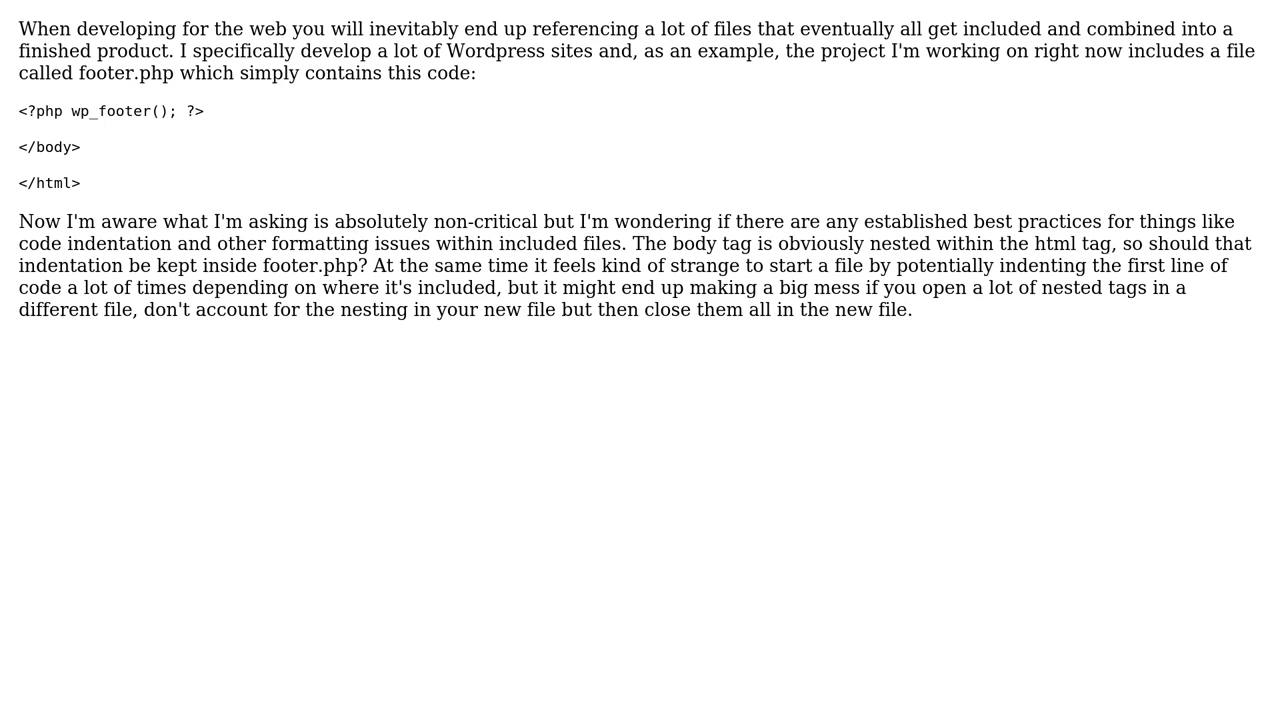 When developing for the web you will inevitably end up referencing a lot of files that eventually all get included and combined into a
finished product. I specifically develop a lot of Wordpress sites and, as an example, the project I'm working on right now includes a file
called footer.php which simply contains this code:
<?php wp_footer(); ?>
</body>
</html>
Now I'm aware what I'm asking is absolutely non-critical but I'm wondering if there are any established best practices for things like
code indentation and other formatting issues within included files. The body tag is obviously nested within the html tag, so should that
indentation be kept inside footer.php? At the same time it feels kind of strange to start a file by potentially indenting the first line of
code a lot of times depending on where it's included, but it might end up making a big mess if you open a lot of nested tags in a
different file, don't account for the nesting in your new file but then close them all in the new file.